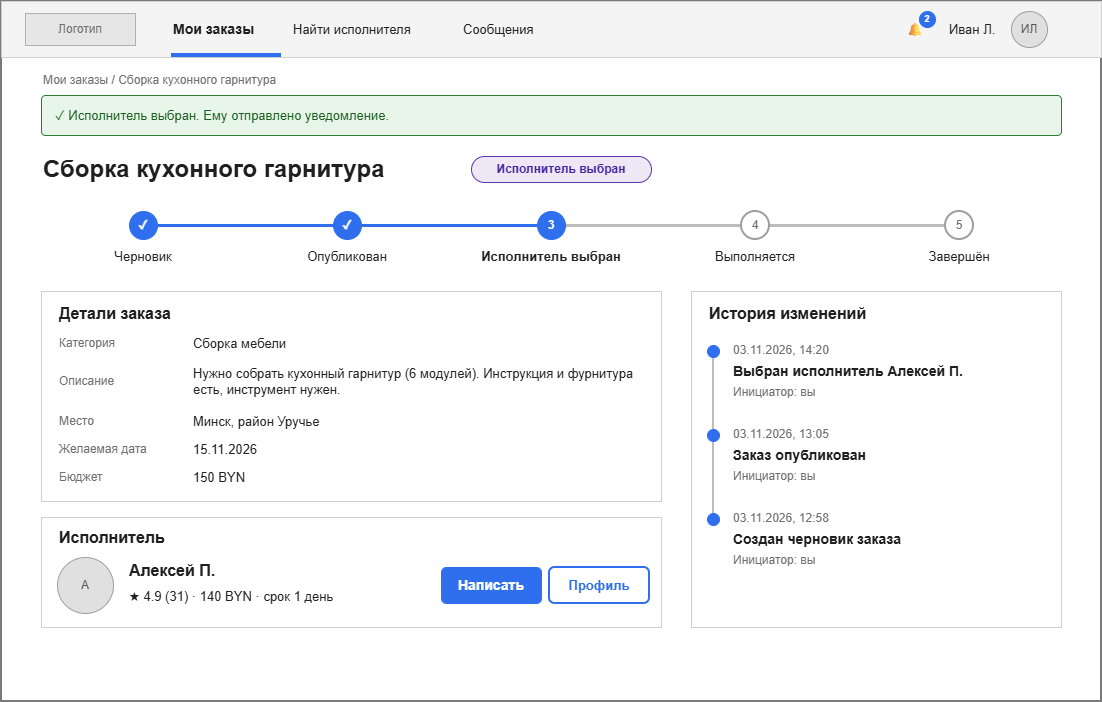 Логотип
Мои заказы
Найти исполнителя
Сообщения
2
Иван Л.
ИЛ
Мои заказы / Сборка кухонного гарнитура
✓ Исполнитель выбран. Ему отправлено уведомление.
Сборка кухонного гарнитура
Исполнитель выбран
✓
✓
3
4
5
Черновик
Опубликован
Исполнитель выбран
Выполняется
Завершён
Детали заказа
Категория
Сборка мебели
Описание
Нужно собрать кухонный гарнитур (6 модулей). Инструкция и фурнитура
есть, инструмент нужен.
Место
Минск, район Уручье
Желаемая дата
15.11.2026
Бюджет
150 BYN
Исполнитель
А
Алексей П.
★ 4.9 (31) · 140 BYN · срок 1 день
Написать
Профиль
История изменений
03.11.2026, 14:20
Выбран исполнитель Алексей П.
Инициатор: вы
03.11.2026, 13:05
Заказ опубликован
Инициатор: вы
03.11.2026, 12:58
Создан черновик заказа
Инициатор: вы